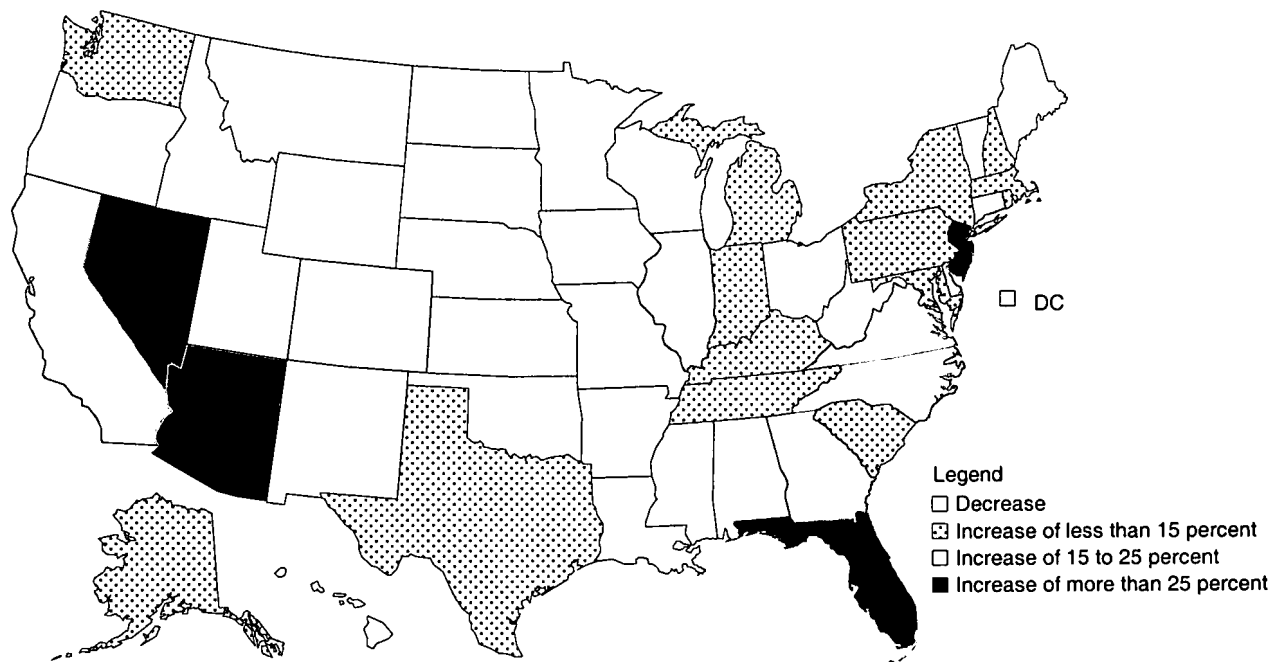 DC
Legend
Decrease
Increase of less than 15 percent
Increase of 15 to 25 percent
Increase of more than 25 percent